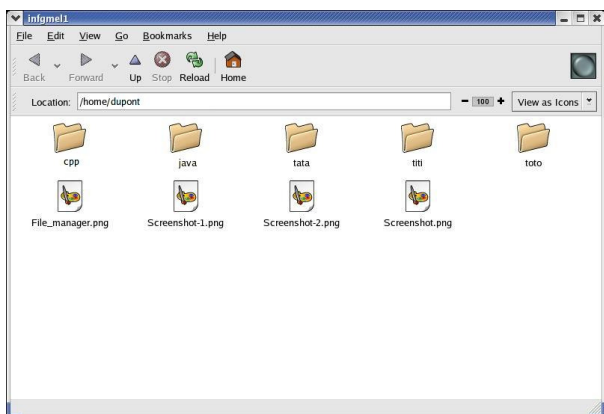 infgmel1
File Edit View Go Bookmarks Help
Back Forward Up Stop Reload Home
Location: /home/dupont 100 View as Icons
cpp java tata titi toto
File_manager.png Screenshot-1.png Screenshot-2.png Screenshot.png